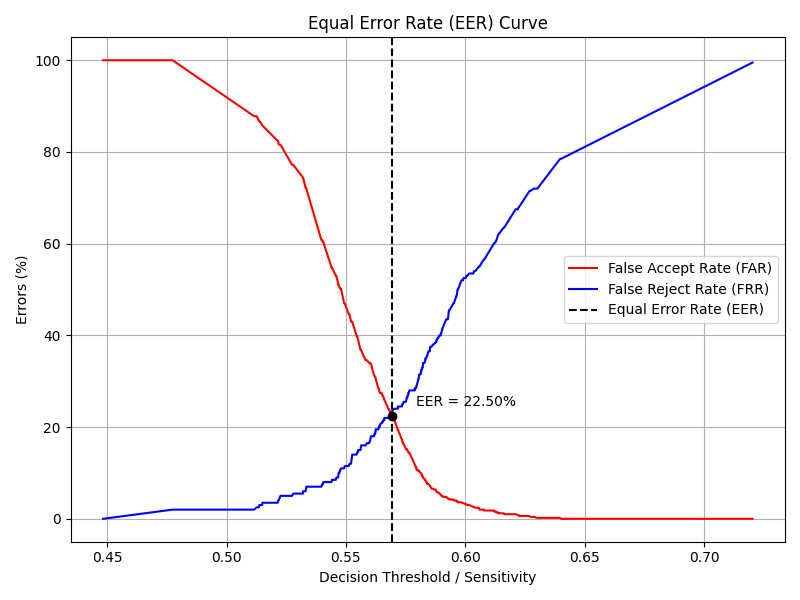 Equal Error Rate (EER) Curve
Errors (%)
100
80
60
40
20
0
False Accept Rate (FAR)
False Reject Rate (FRR)
Equal Error Rate (EER)
EER = 22.50%
0.45 0.50 0.55 0.60 0.65 0.70
Decision Threshold / Sensitivity